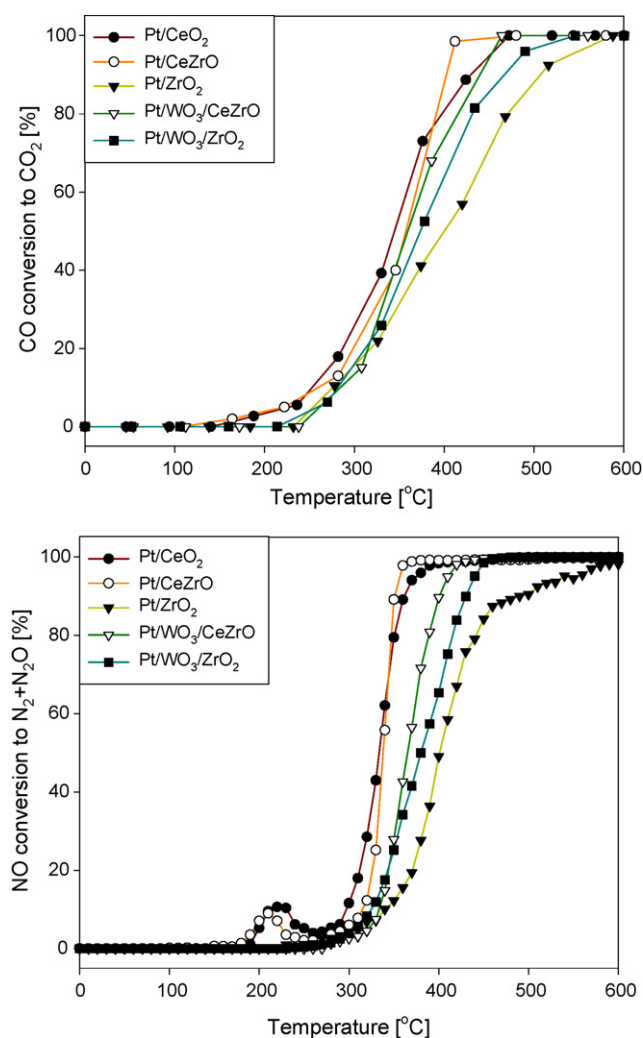 CO conversion to CO₂ [%]
100
80
60
40
20
0
Pt/CeO₂
Pt/CeZrO
Pt/ZrO₂
Pt/WO₃/CeZrO
Pt/WO₃/ZrO₂
0 100 200 300 400 500 600
Temperature [°C]
NO conversion to N₂+N₂O [%]
100
80
60
40
20
0
Pt/CeO₂
Pt/CeZrO
Pt/ZrO₂
Pt/WO₃/CeZrO
Pt/WO₃/ZrO₂
0 100 200 300 400 500 600
Temperature [°C]